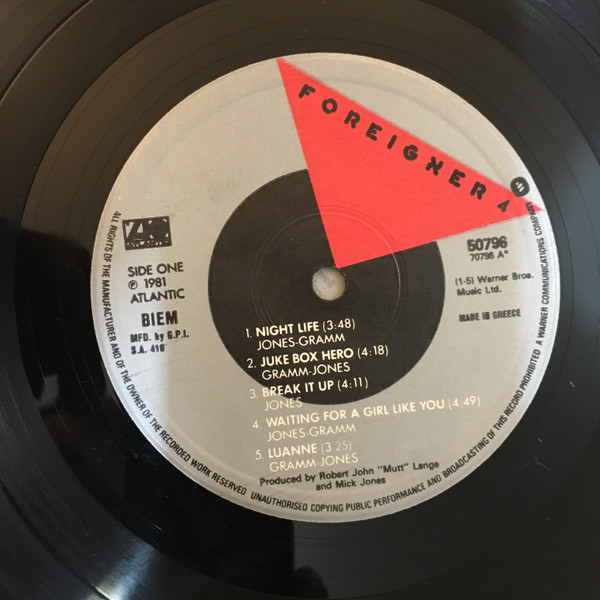 FOREIGNER 4
ATLANTIC
SIDE ONE
℗ 1981
ATLANTIC
BIEM
MFD. by G.P.I.
S.A. 416
50796
70796 A
(1-5) Warner Bros.
Music Ltd.
MADE IN GREECE
1. NIGHT LIFE (3:48)
JONES-GRAMM
2. JUKE BOX HERO (4:18)
GRAMM-JONES
3. BREAK IT UP (4:11)
JONES
4. WAITING FOR A GIRL LIKE YOU (4:49)
JONES-GRAMM
5. LUANNE (3:25)
GRAMM-JONES
Produced by Robert John "Mutt" Lange
and Mick Jones
ALL RIGHTS OF THE MANUFACTURER AND OF THE OWNER OF THE RECORDED WORK RESERVED UNAUTHORISED COPYING PUBLIC PERFORMANCE AND BROADCASTING OF THIS RECORD PROHIBITED A WARNER COMMUNICATIONS COMPANY